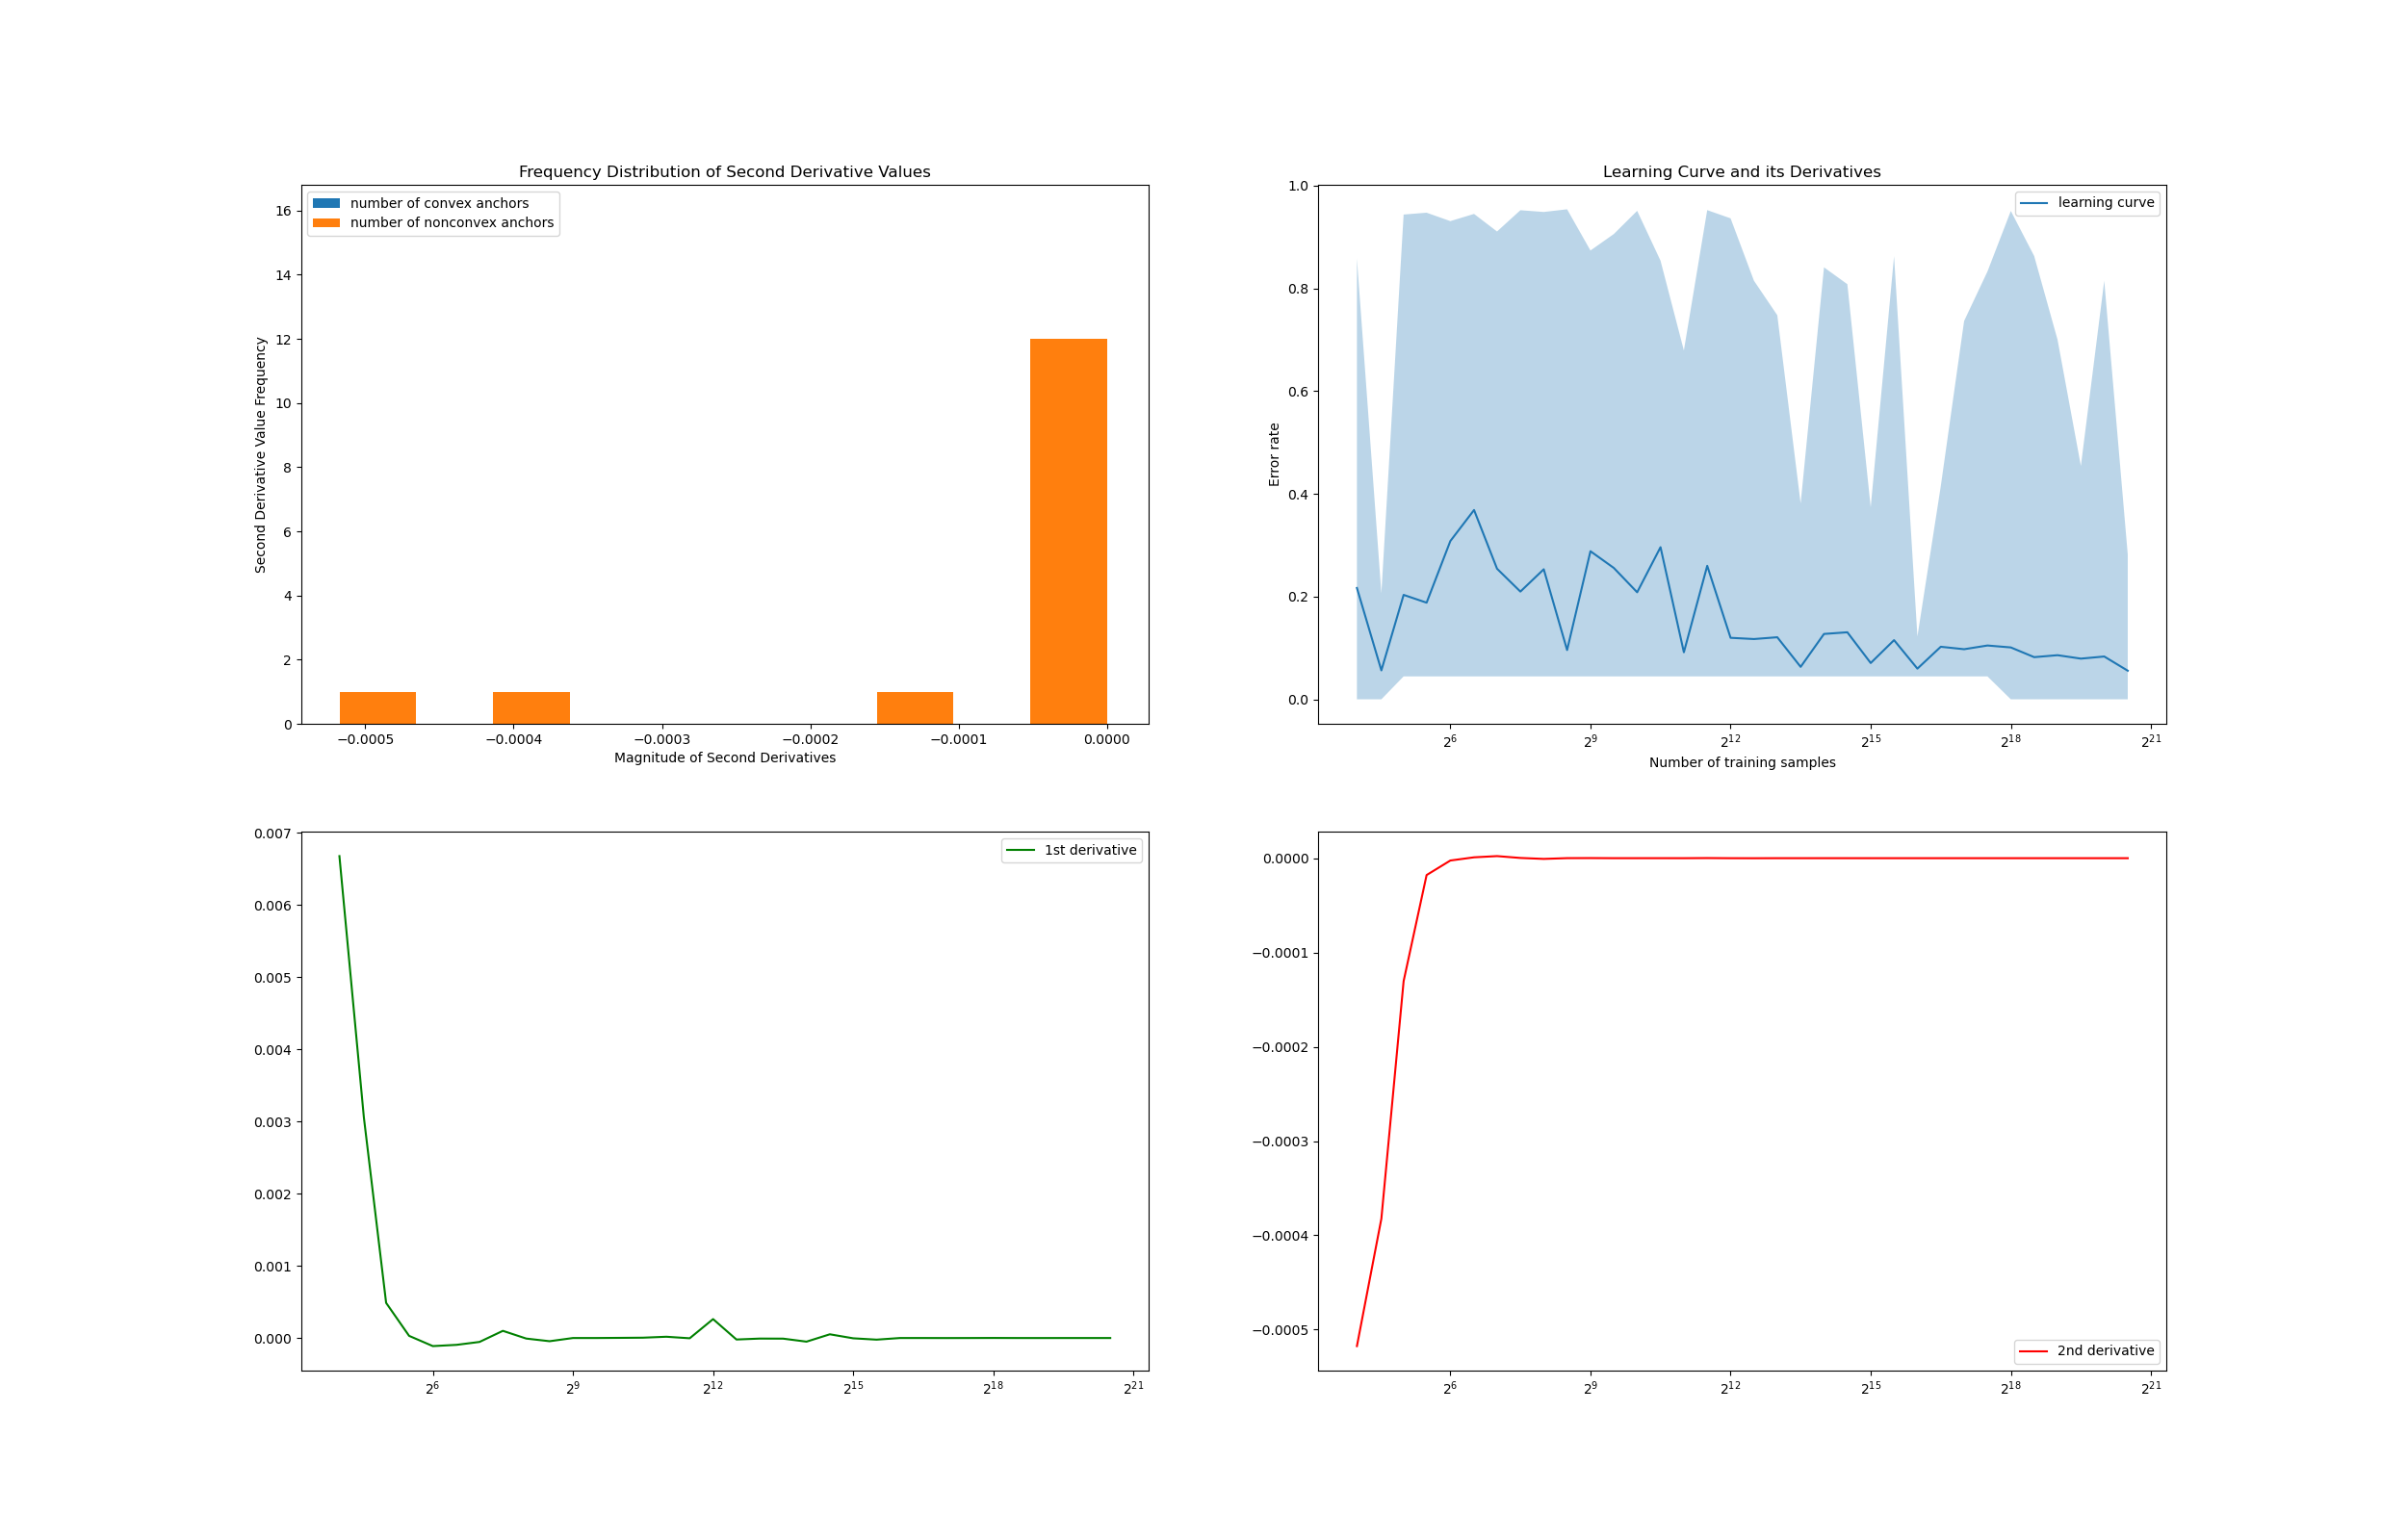 Frequency Distribution of Second Derivative Values
number of convex anchors
number of nonconvex anchors
16
14
12
10
8
6
4
2
0
Second Derivative Value Frequency
−0.0005 −0.0004 −0.0003 −0.0002 −0.0001 0.0000
Magnitude of Second Derivatives
Learning Curve and its Derivatives
learning curve
1.0
0.8
0.6
0.4
0.2
0.0
Error rate
2^6 2^9 2^12 2^15 2^18 2^21
Number of training samples
1st derivative
0.007
0.006
0.005
0.004
0.003
0.002
0.001
0.000
2^6 2^9 2^12 2^15 2^18 2^21
0.0000
−0.0001
−0.0002
−0.0003
−0.0004
−0.0005
2nd derivative
2^6 2^9 2^12 2^15 2^18 2^21